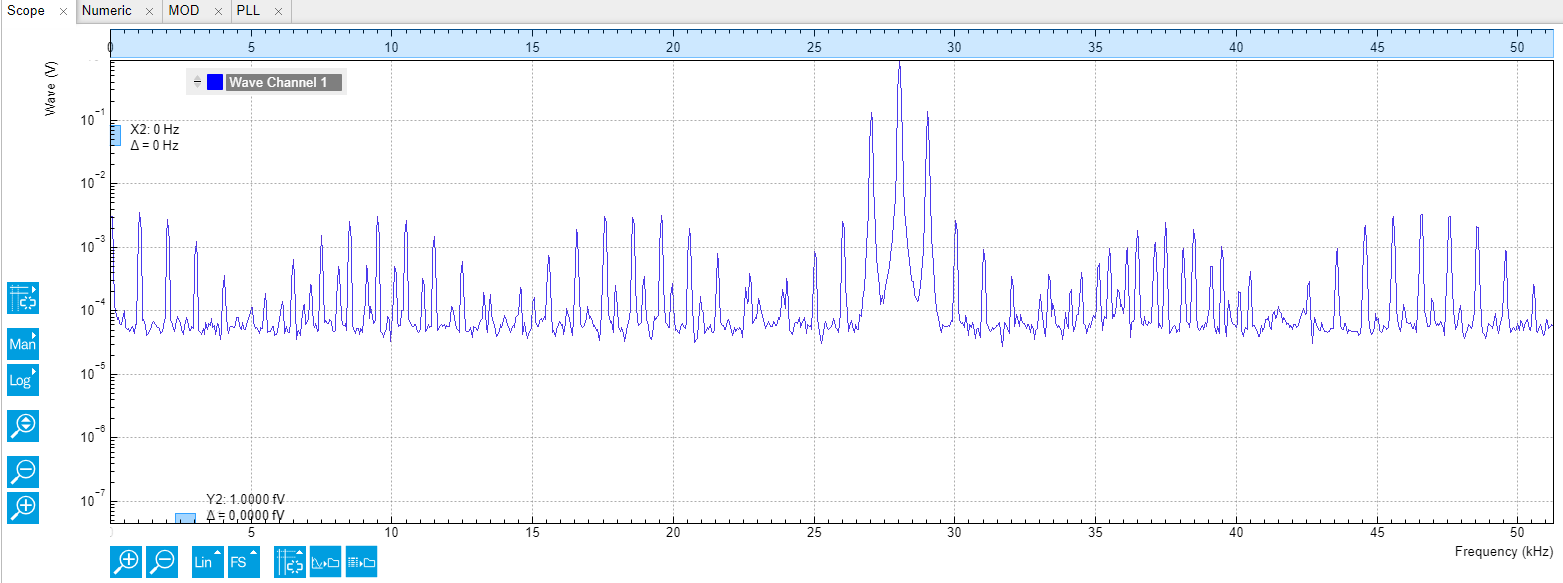 Scope × Numeric × MOD × PLL ×
0 5 10 15 20 25 30 35 40 45 50
Wave (V)
Wave Channel 1
10⁻¹
X2: 0 Hz
Δ = 0 Hz
10⁻²
10⁻³
10⁻⁴
Man
10⁻⁵
Log
10⁻⁶
10⁻⁷
Y2: 1.0000 fV
Δ = 0.0000 fV
5 10 15 20 25 30 35 40 45 50
Frequency (kHz)
Lin FS